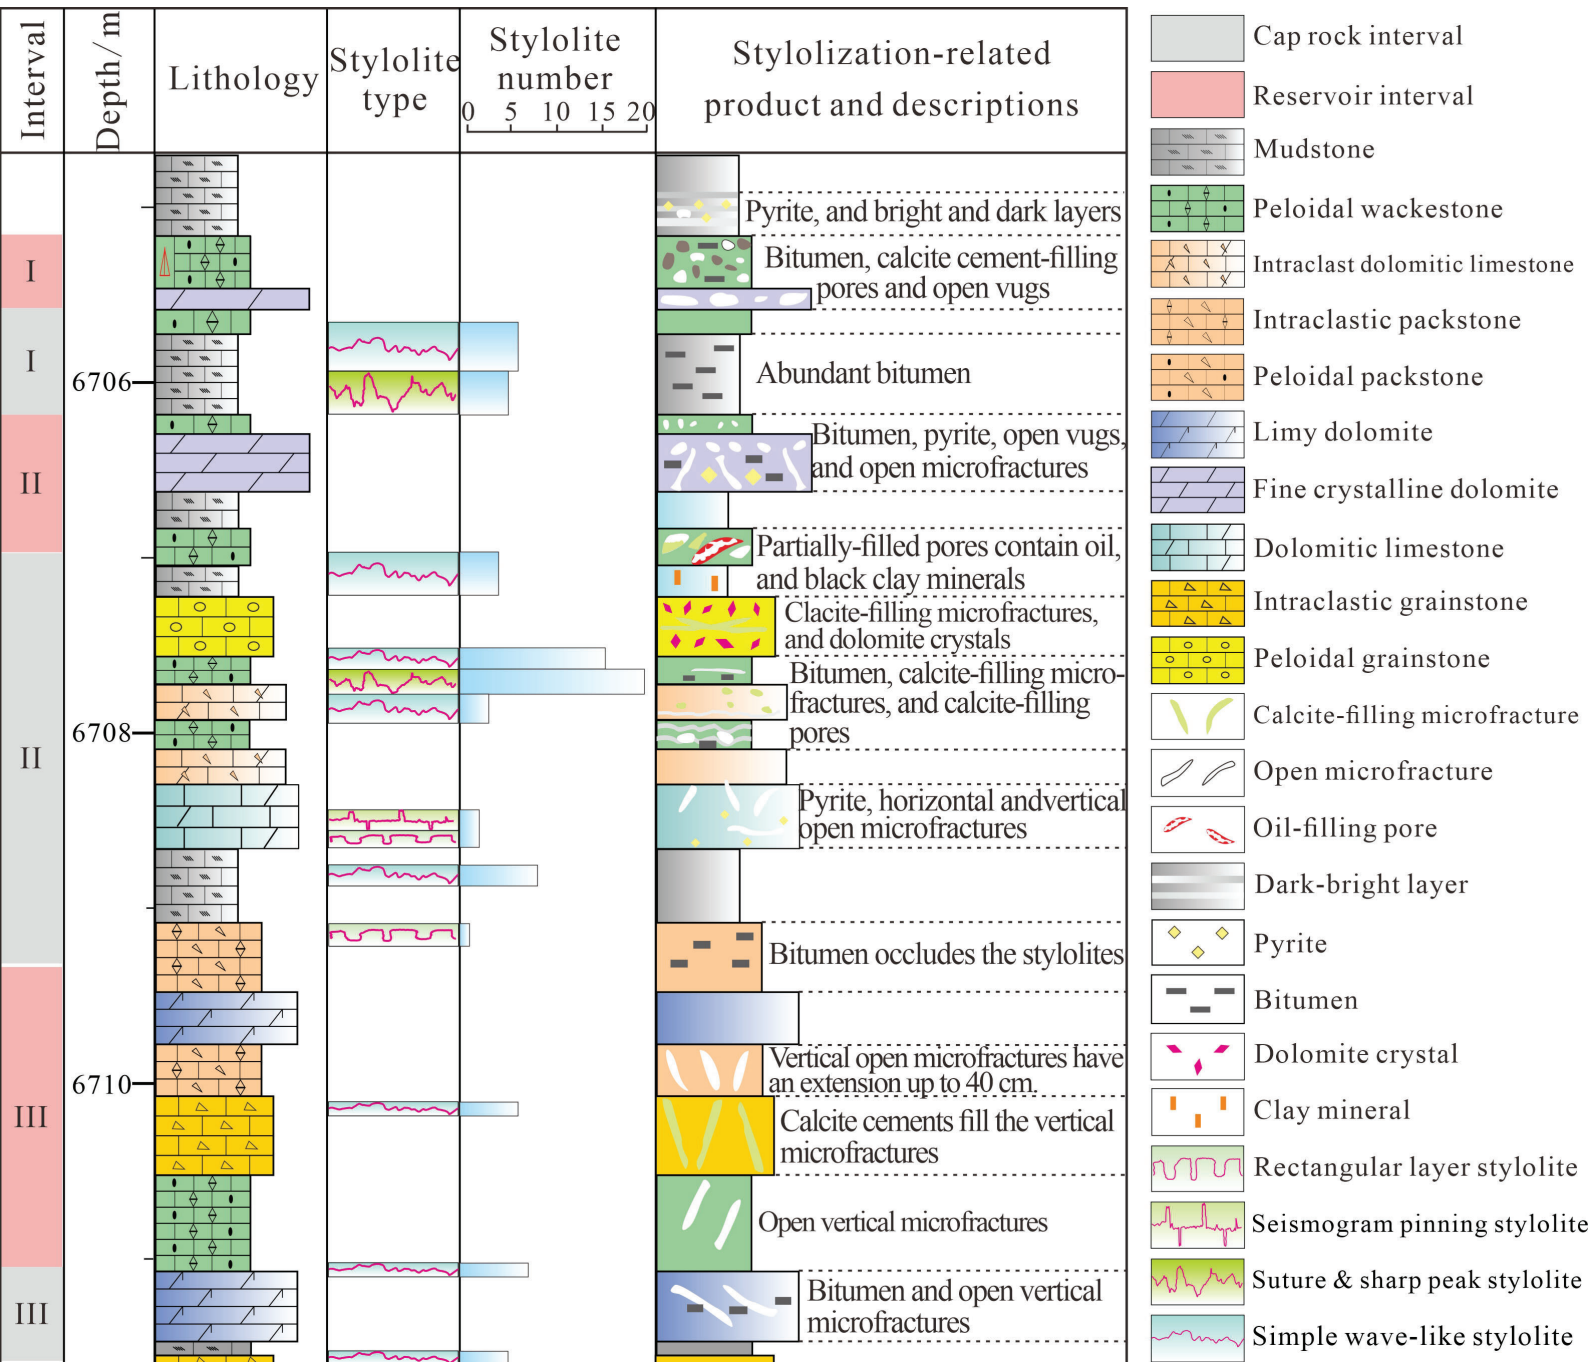 Interval
Depth/m
Lithology
Stylolite
type
Stylolite
number
0 5 10 15 20
Stylolization-related
product and descriptions
I
I
II
II
III
III
6706
6708
6710
Pyrite, and bright and dark layers
Bitumen, calcite cement-filling
pores and open vugs
Abundant bitumen
Bitumen, pyrite, open vugs,
and open microfractures
Partially-filled pores contain oil,
and black clay minerals
Clacite-filling microfractures,
and dolomite crystals
Bitumen, calcite-filling micro-
fractures, and calcite-filling
pores
Pyrite, horizontal andvertical
open microfractures
Bitumen occludes the stylolites
Vertical open microfractures have
an extension up to 40 cm.
Calcite cements fill the vertical
microfractures
Open vertical microfractures
Bitumen and open vertical
microfractures
Cap rock interval
Reservoir interval
Mudstone
Peloidal wackestone
Intraclast dolomitic limestone
Intraclastic packstone
Peloidal packstone
Limy dolomite
Fine crystalline dolomite
Dolomitic limestone
Intraclastic grainstone
Peloidal grainstone
Calcite-filling microfracture
Open microfracture
Oil-filling pore
Dark-bright layer
Pyrite
Bitumen
Dolomite crystal
Clay mineral
Rectangular layer stylolite
Seismogram pinning stylolite
Suture & sharp peak stylolite
Simple wave-like stylolite